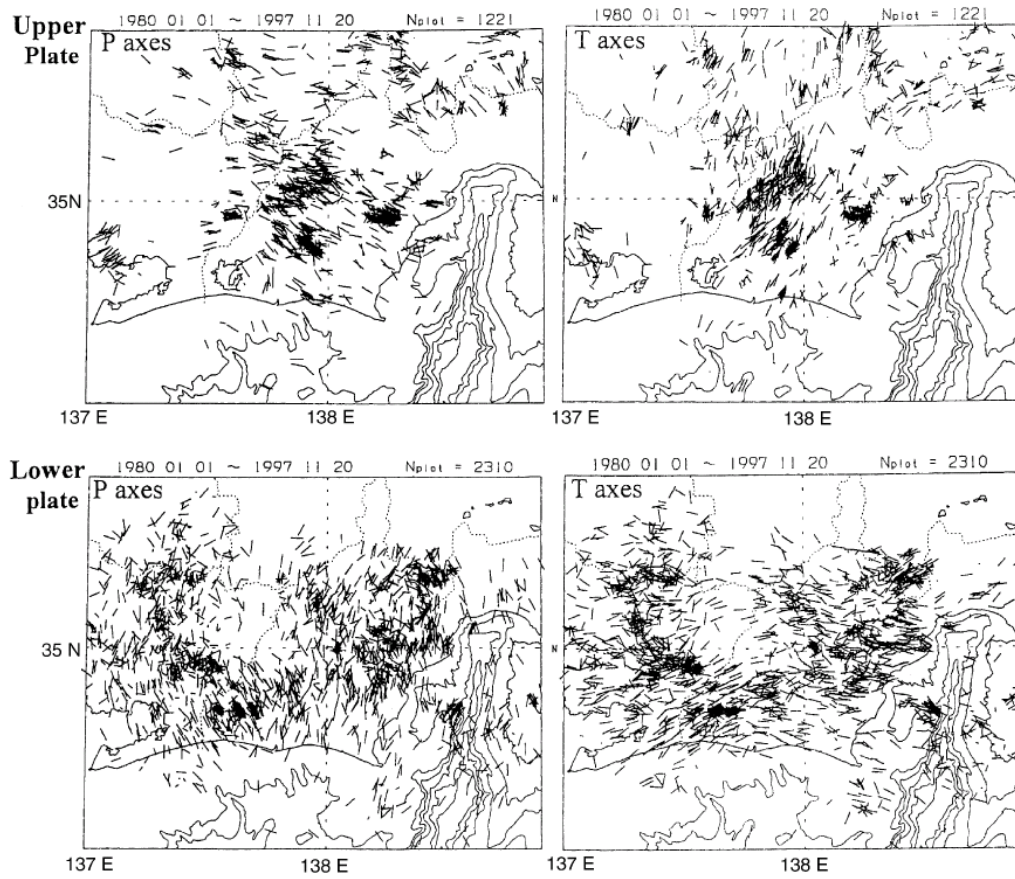 1980 01 01 ~ 1997 11 20 Nplot = 1221
1980 01 01 ~ 1997 11 20 Nplot = 1221
Upper
Plate
P axes
T axes
35N
N
137 E
138 E
137 E
138 E
Lower
plate
1980 01 01 ~ 1997 11 20 Nplot = 2310
1980 01 01 ~ 1997 11 20 Nplot = 2310
P axes
T axes
35 N
N
137 E
138 E
137 E
138 E